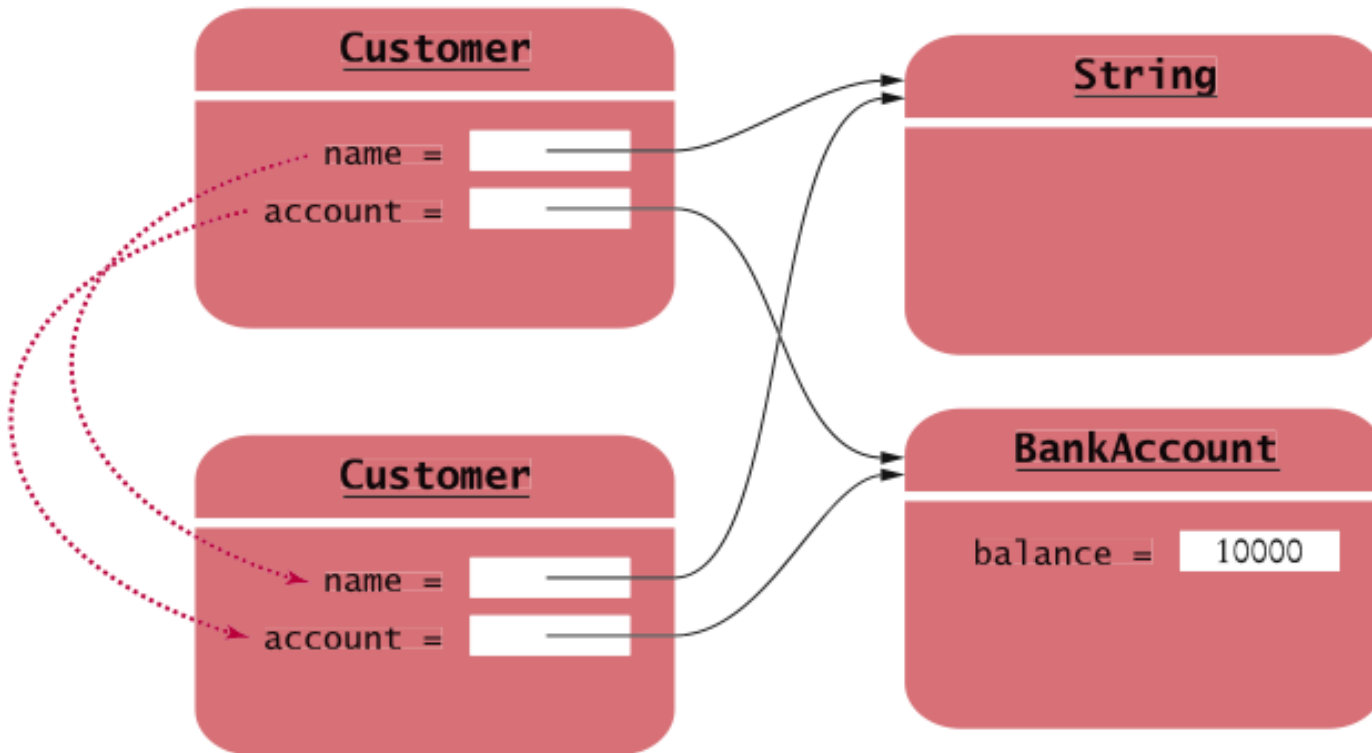 Customer
name =
account =
String
Customer
name =
account =
BankAccount
balance = 10000